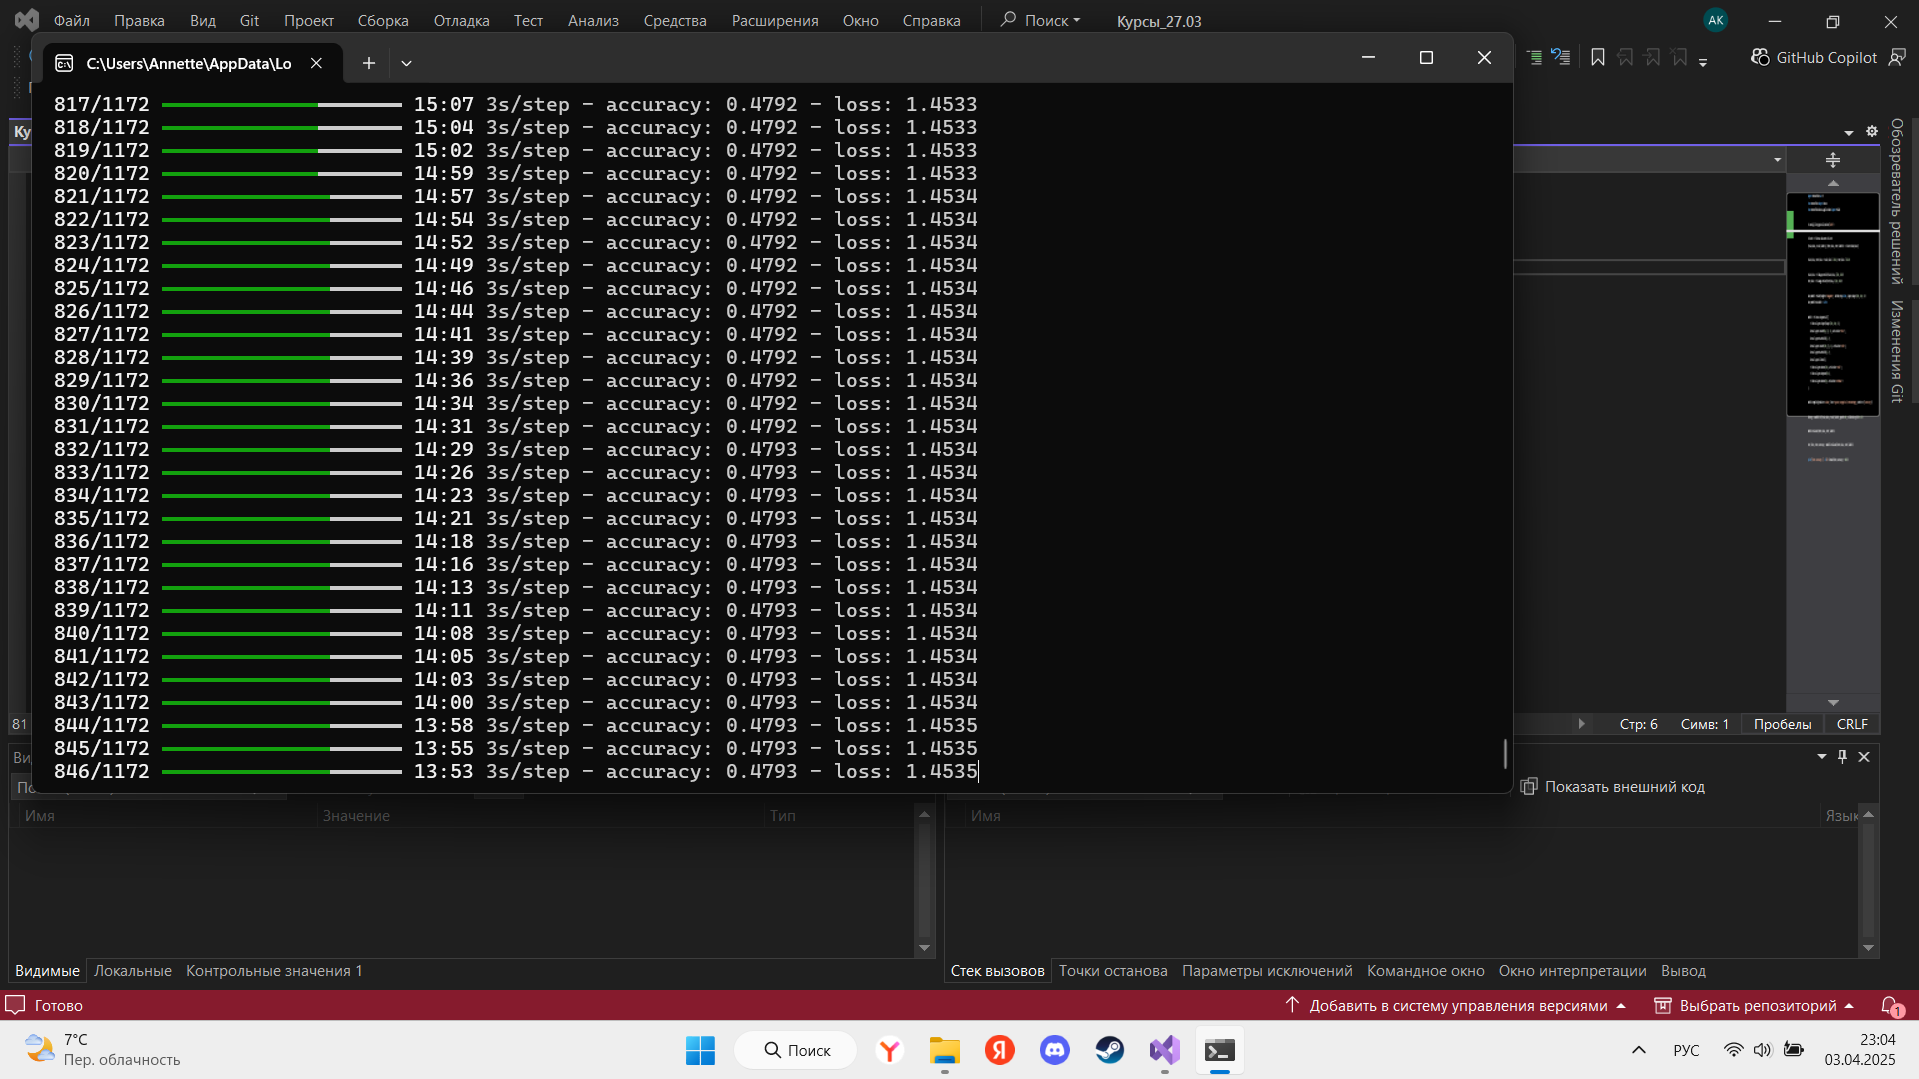 Файл Правка Вид Git Проект Сборка Отладка Тест Анализ Средства Расширения Окно Справка Поиск Курсы_27.03 AK
C:\Users\Annette\AppData\Lo
GitHub Copilot
817/1172 15:07 3s/step - accuracy: 0.4792 - loss: 1.4533
818/1172 15:04 3s/step - accuracy: 0.4792 - loss: 1.4533
819/1172 15:02 3s/step - accuracy: 0.4792 - loss: 1.4533
820/1172 14:59 3s/step - accuracy: 0.4792 - loss: 1.4533
821/1172 14:57 3s/step - accuracy: 0.4792 - loss: 1.4534
822/1172 14:54 3s/step - accuracy: 0.4792 - loss: 1.4534
823/1172 14:52 3s/step - accuracy: 0.4792 - loss: 1.4534
824/1172 14:49 3s/step - accuracy: 0.4792 - loss: 1.4534
825/1172 14:46 3s/step - accuracy: 0.4792 - loss: 1.4534
826/1172 14:44 3s/step - accuracy: 0.4792 - loss: 1.4534
827/1172 14:41 3s/step - accuracy: 0.4792 - loss: 1.4534
828/1172 14:39 3s/step - accuracy: 0.4792 - loss: 1.4534
829/1172 14:36 3s/step - accuracy: 0.4792 - loss: 1.4534
830/1172 14:34 3s/step - accuracy: 0.4792 - loss: 1.4534
831/1172 14:31 3s/step - accuracy: 0.4792 - loss: 1.4534
832/1172 14:29 3s/step - accuracy: 0.4793 - loss: 1.4534
833/1172 14:26 3s/step - accuracy: 0.4793 - loss: 1.4534
834/1172 14:23 3s/step - accuracy: 0.4793 - loss: 1.4534
835/1172 14:21 3s/step - accuracy: 0.4793 - loss: 1.4534
836/1172 14:18 3s/step - accuracy: 0.4793 - loss: 1.4534
837/1172 14:16 3s/step - accuracy: 0.4793 - loss: 1.4534
838/1172 14:13 3s/step - accuracy: 0.4793 - loss: 1.4534
839/1172 14:11 3s/step - accuracy: 0.4793 - loss: 1.4534
840/1172 14:08 3s/step - accuracy: 0.4793 - loss: 1.4534
841/1172 14:05 3s/step - accuracy: 0.4793 - loss: 1.4534
842/1172 14:03 3s/step - accuracy: 0.4793 - loss: 1.4534
843/1172 14:00 3s/step - accuracy: 0.4793 - loss: 1.4534
844/1172 13:58 3s/step - accuracy: 0.4793 - loss: 1.4535
845/1172 13:55 3s/step - accuracy: 0.4793 - loss: 1.4535
846/1172 13:53 3s/step - accuracy: 0.4793 - loss: 1.4535
Ку
Обозреватель решений
Изменения Git
81
Стр: 6 Симв: 1 Пробелы CRLF
Показать внешний код
Имя Значение Тип
Имя Язык
Видимые Локальные Контрольные значения 1
Стек вызовов Точки останова Параметры исключений Командное окно Окно интерпретации Вывод
Готово Добавить в систему управления версиями Выбрать репозиторий 1
7°C
Пер. облачность
Поиск
РУС
23:04
03.04.2025